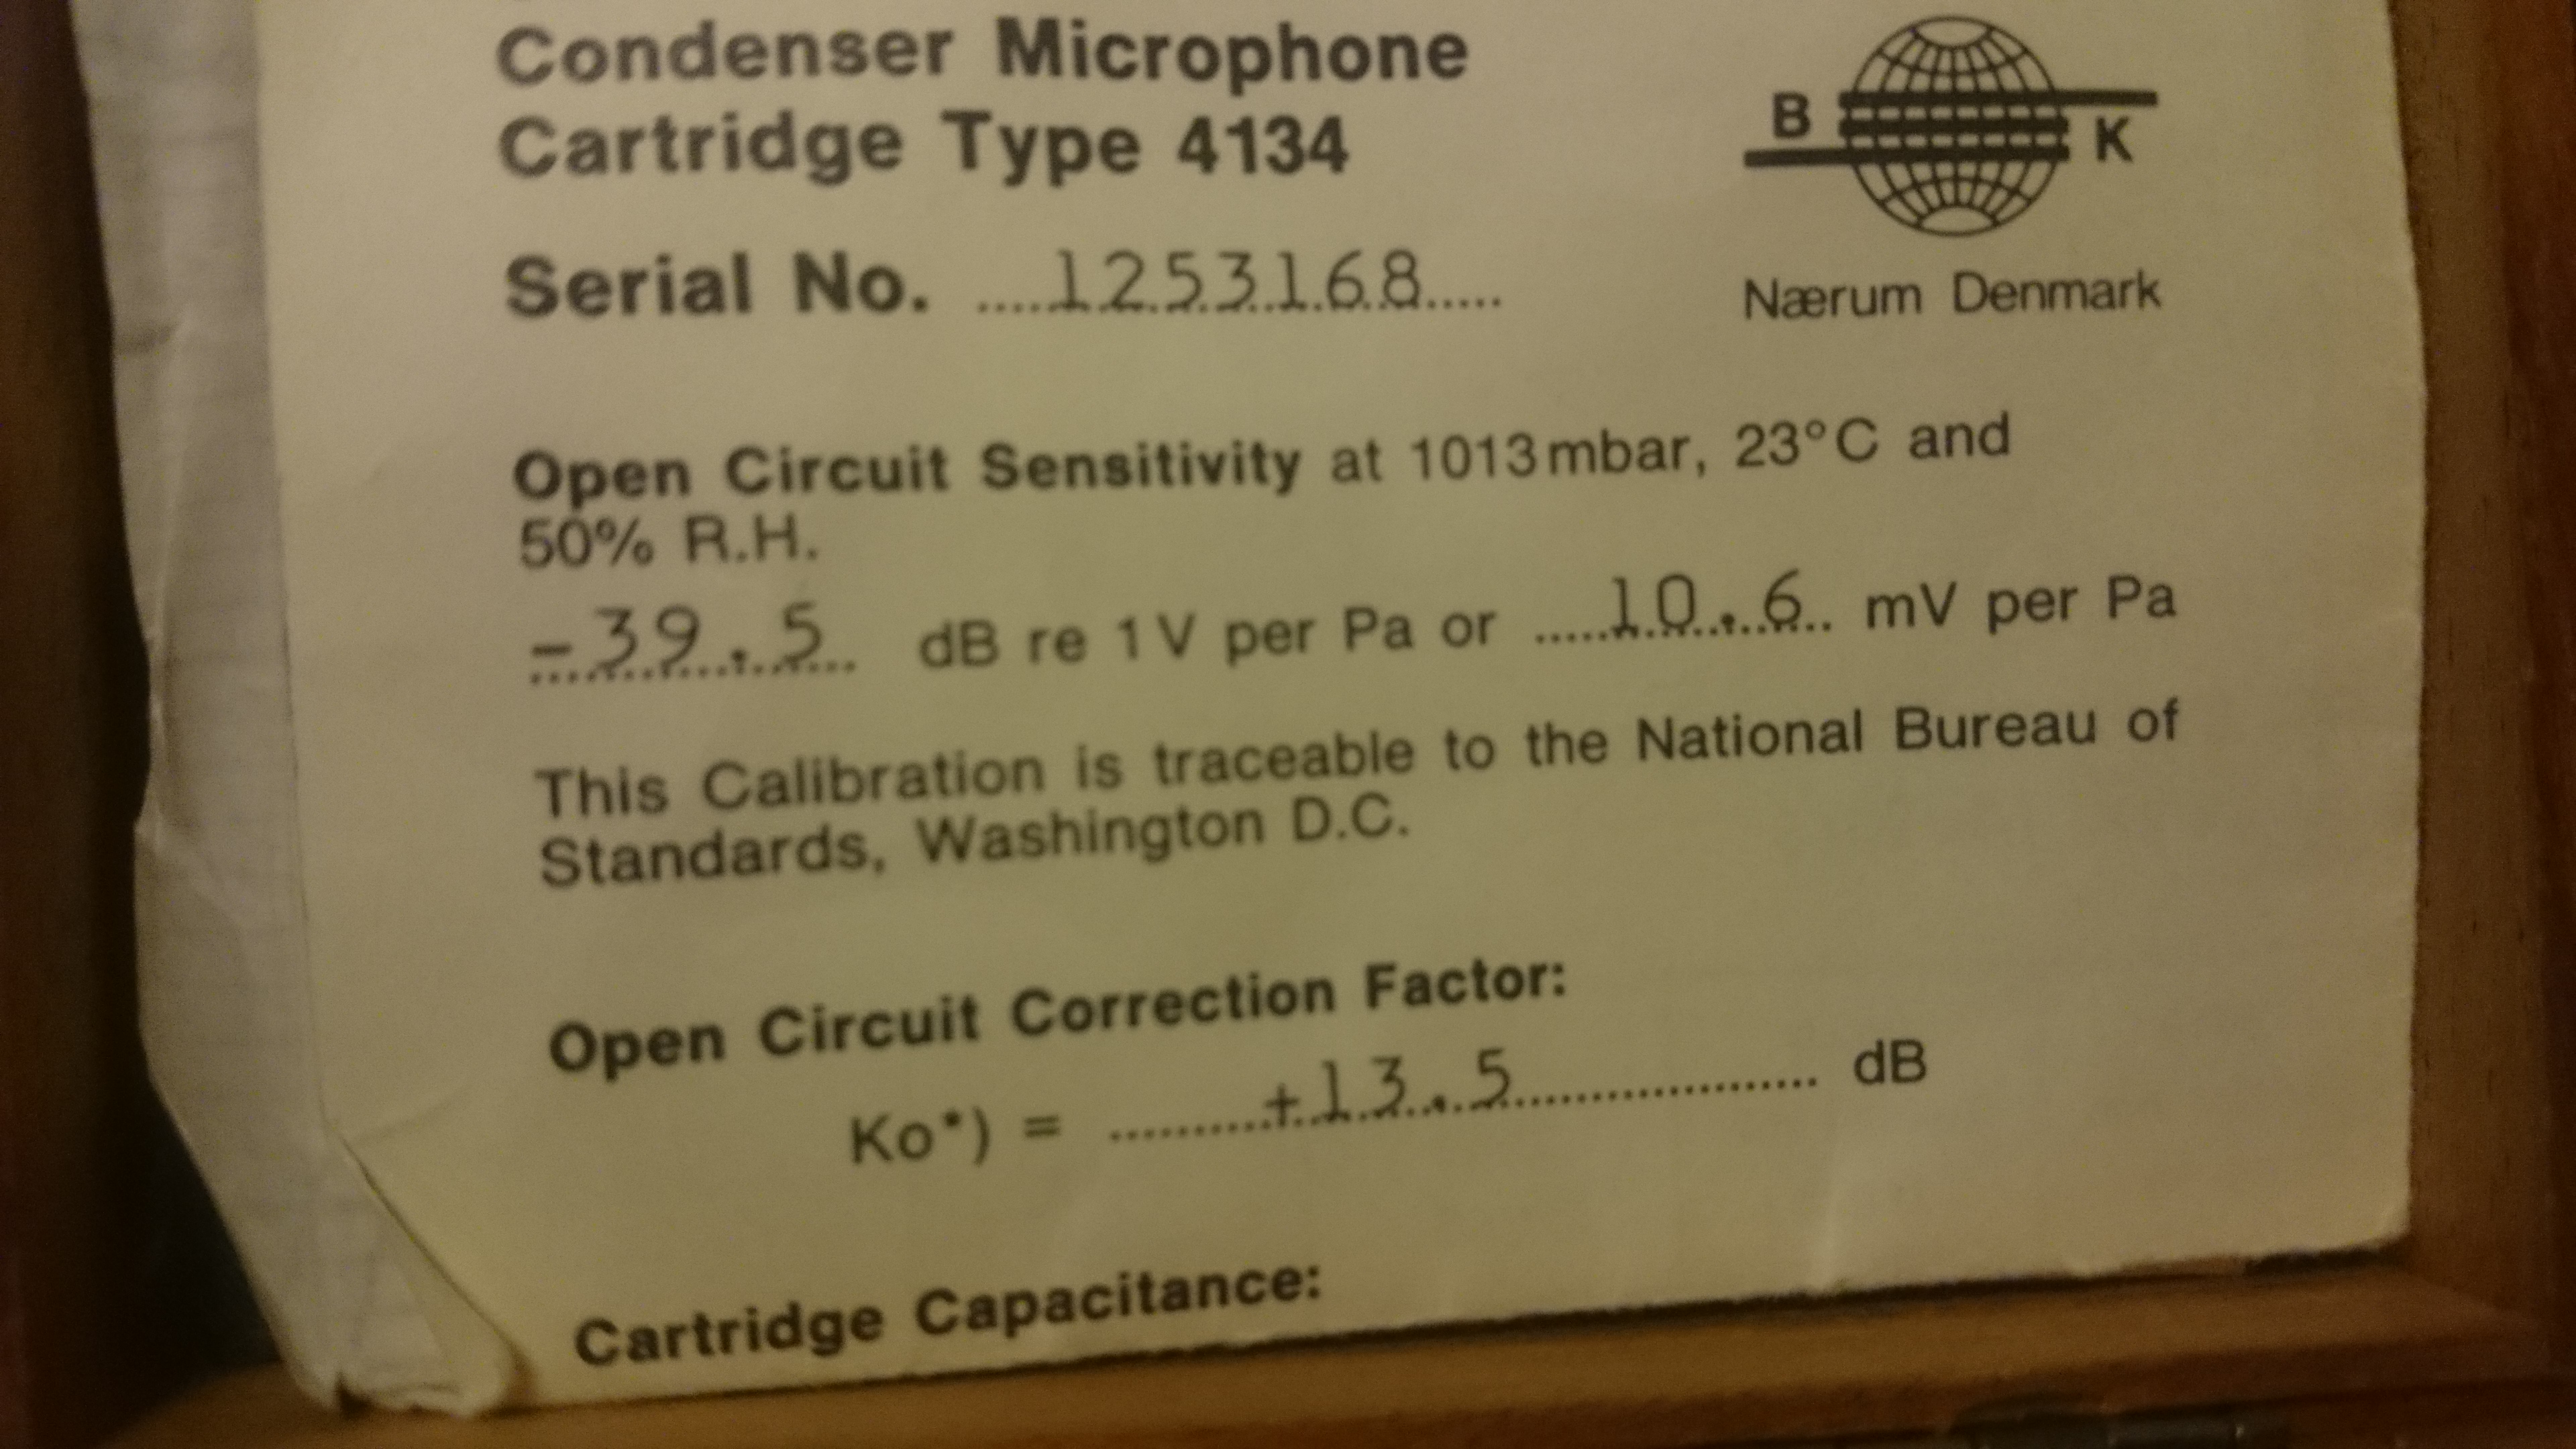 Condenser Microphone
Cartridge Type 4134
B K
Serial No. .....1253168.....
Nærum Denmark
Open Circuit Sensitivity at 1013 mbar, 23°C and
50% R.H.
-39.5 dB re 1 V per Pa or .....10.6.. mV per Pa
This Calibration is traceable to the National Bureau of
Standards, Washington D.C.
Open Circuit Correction Factor:
Ko*) = ...........+13.5..................... dB
Cartridge Capacitance: